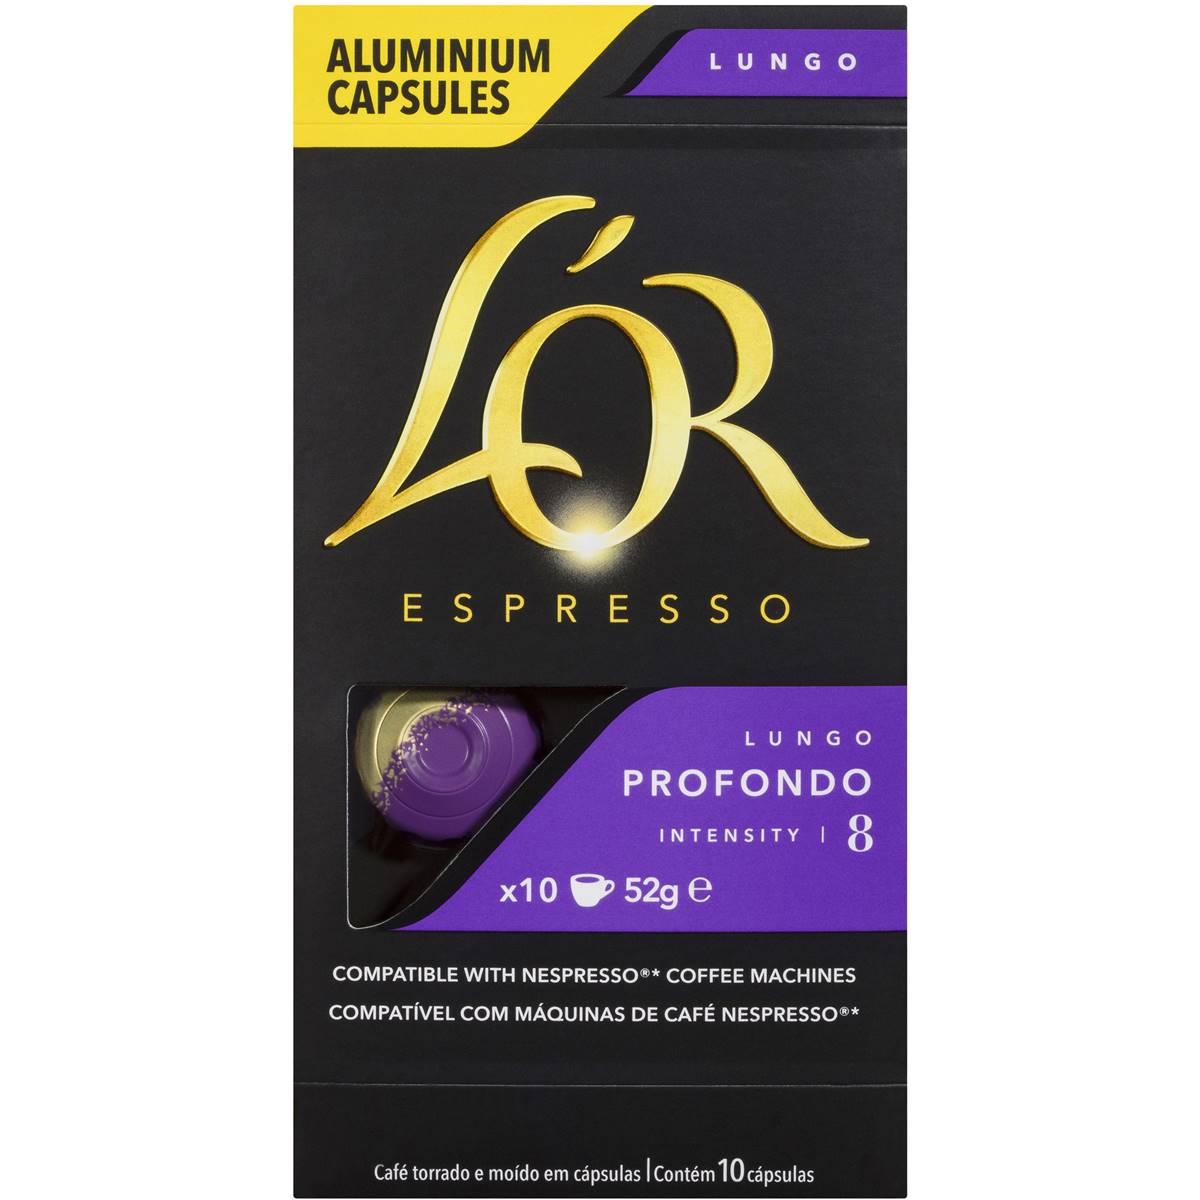 ALUMINIUM
CAPSULES
LUNGO
L'OR
ESPRESSO
LUNGO
PROFONDO
INTENSITY | 8
x10 52g ℮
COMPATIBLE WITH NESPRESSO®* COFFEE MACHINES
COMPATÍVEL COM MÁQUINAS DE CAFÉ NESPRESSO®*
Café torrado e moído em cápsulas | Contém 10 cápsulas